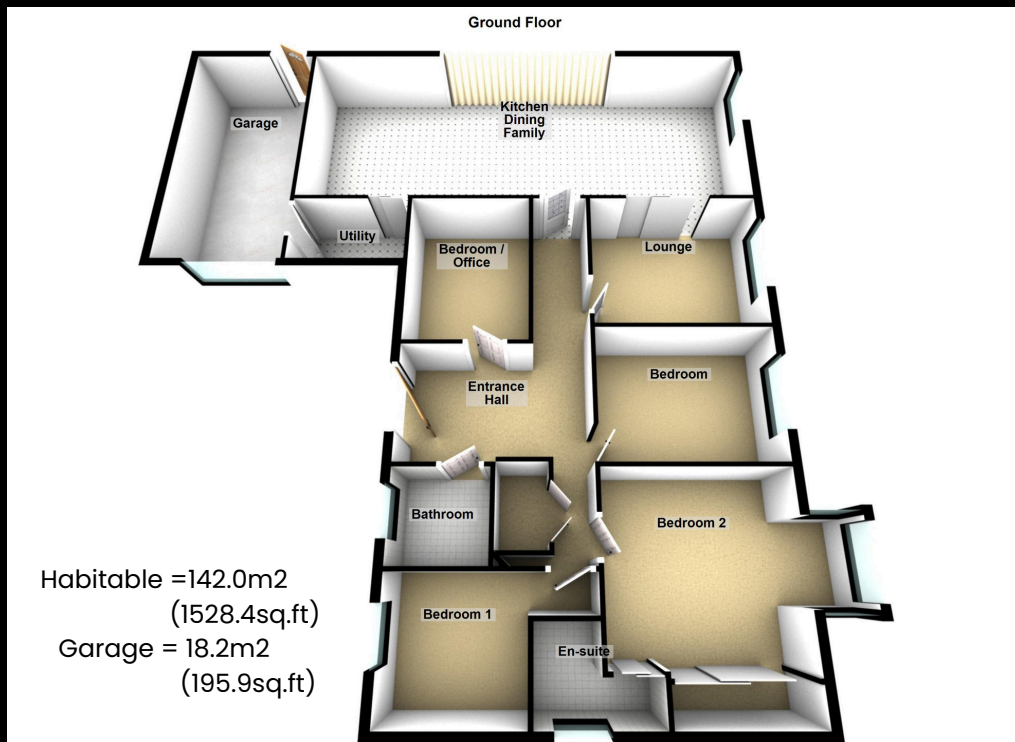 Ground Floor
Garage
Kitchen
Dining
Family
Utility
Bedroom /
Office
Lounge
Bedroom
Entrance
Hall
Bathroom
Bedroom 2
Bedroom 1
En-suite
Habitable =142.0m2
(1528.4sq.ft)
Garage = 18.2m2
(195.9sq.ft)